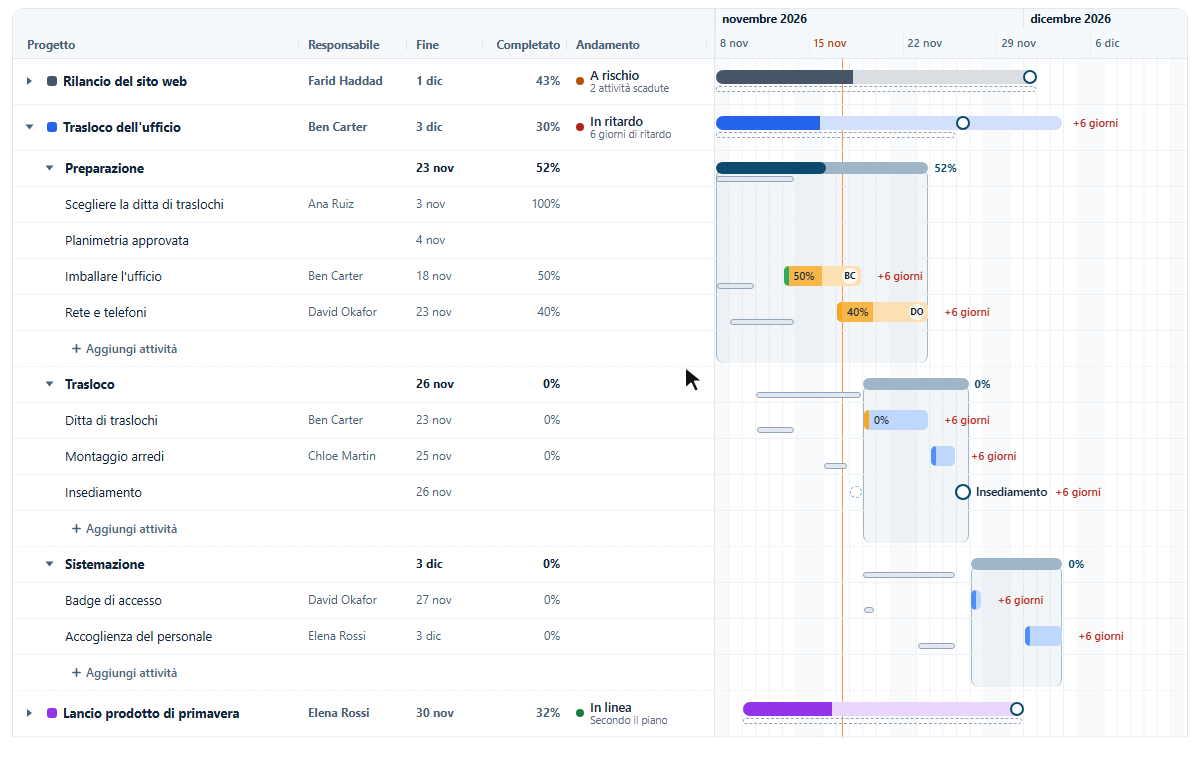 novembre 2026 dicembre 2026
Progetto Responsabile Fine Completato Andamento 8 nov 15 nov 22 nov 29 nov 6 dic
Rilancio del sito web Farid Haddad 1 dic 43% A rischio
2 attività scadute
Trasloco dell'ufficio Ben Carter 3 dic 30% In ritardo +6 giorni
6 giorni di ritardo
Preparazione 23 nov 52% 52%
Scegliere la ditta di traslochi Ana Ruiz 3 nov 100%
Planimetria approvata 4 nov
Imballare l'ufficio Ben Carter 18 nov 50% 50% BC +6 giorni
Rete e telefoni David Okafor 23 nov 40% 40% DO +6 giorni
+ Aggiungi attività
Trasloco 26 nov 0% 0%
Ditta di traslochi Ben Carter 23 nov 0% 0% +6 giorni
Montaggio arredi Chloe Martin 25 nov 0% +6 giorni
Insediamento 26 nov Insediamento +6 giorni
+ Aggiungi attività
Sistemazione 3 dic 0% 0%
Badge di accesso David Okafor 27 nov 0% +6 giorni
Accoglienza del personale Elena Rossi 3 dic 0% +6 giorni
+ Aggiungi attività
Lancio prodotto di primavera Elena Rossi 30 nov 32% In linea
Secondo il piano